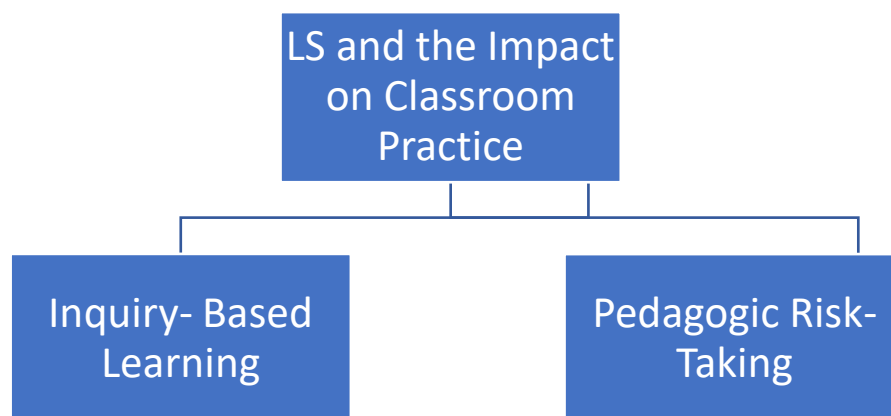 LS and the Impact
on Classroom
Practice
Inquiry- Based
Learning
Pedagogic Risk-
Taking